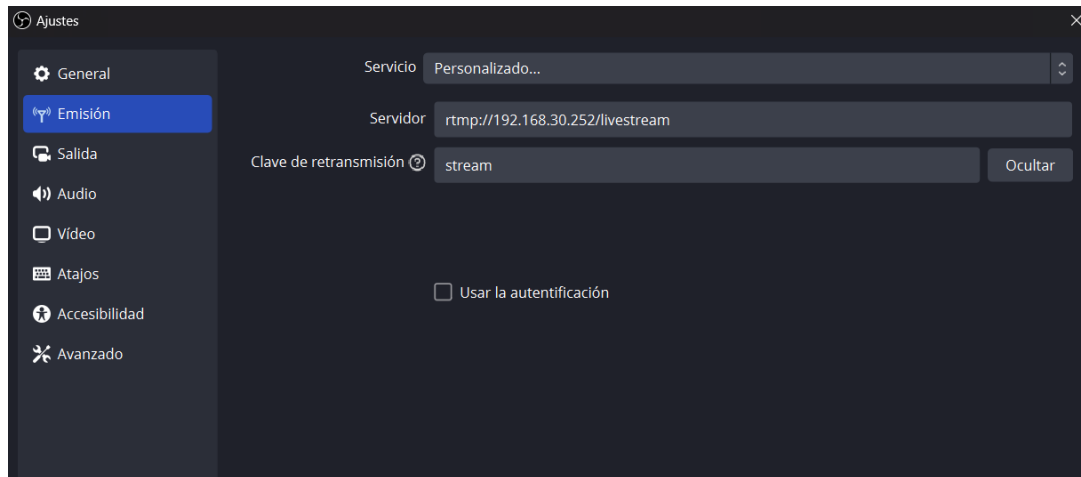 Ajustes
General
Emisión
Salida
Audio
Vídeo
Atajos
Accesibilidad
Avanzado
Servicio Personalizado...
Servidor rtmp://192.168.30.252/livestream
Clave de retransmisión ? stream Ocultar
Usar la autentificación